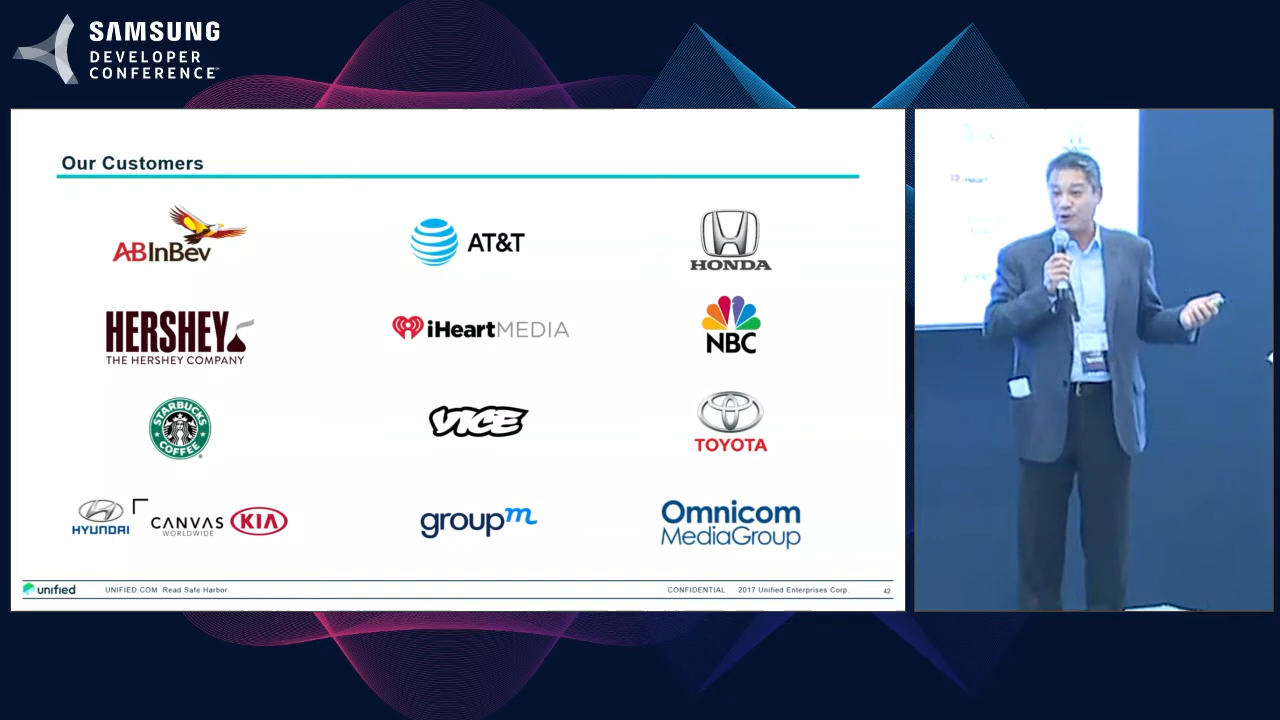 SAMSUNG
DEVELOPER
CONFERENCE
Our Customers
ABInBev
AT&T
HONDA
HERSHEY
THE HERSHEY COMPANY
iHeartMEDIA
NBC
STARBUCKS
COFFEE
VICE
TOYOTA
HYUNDAI
CANVAS
WORLDWIDE
KIA
groupm
Omnicom
MediaGroup
unified
UNIFIED.COM Read Safe Harbor.
CONFIDENTIAL 2017 Unified Enterprises Corp. 42
iHeart